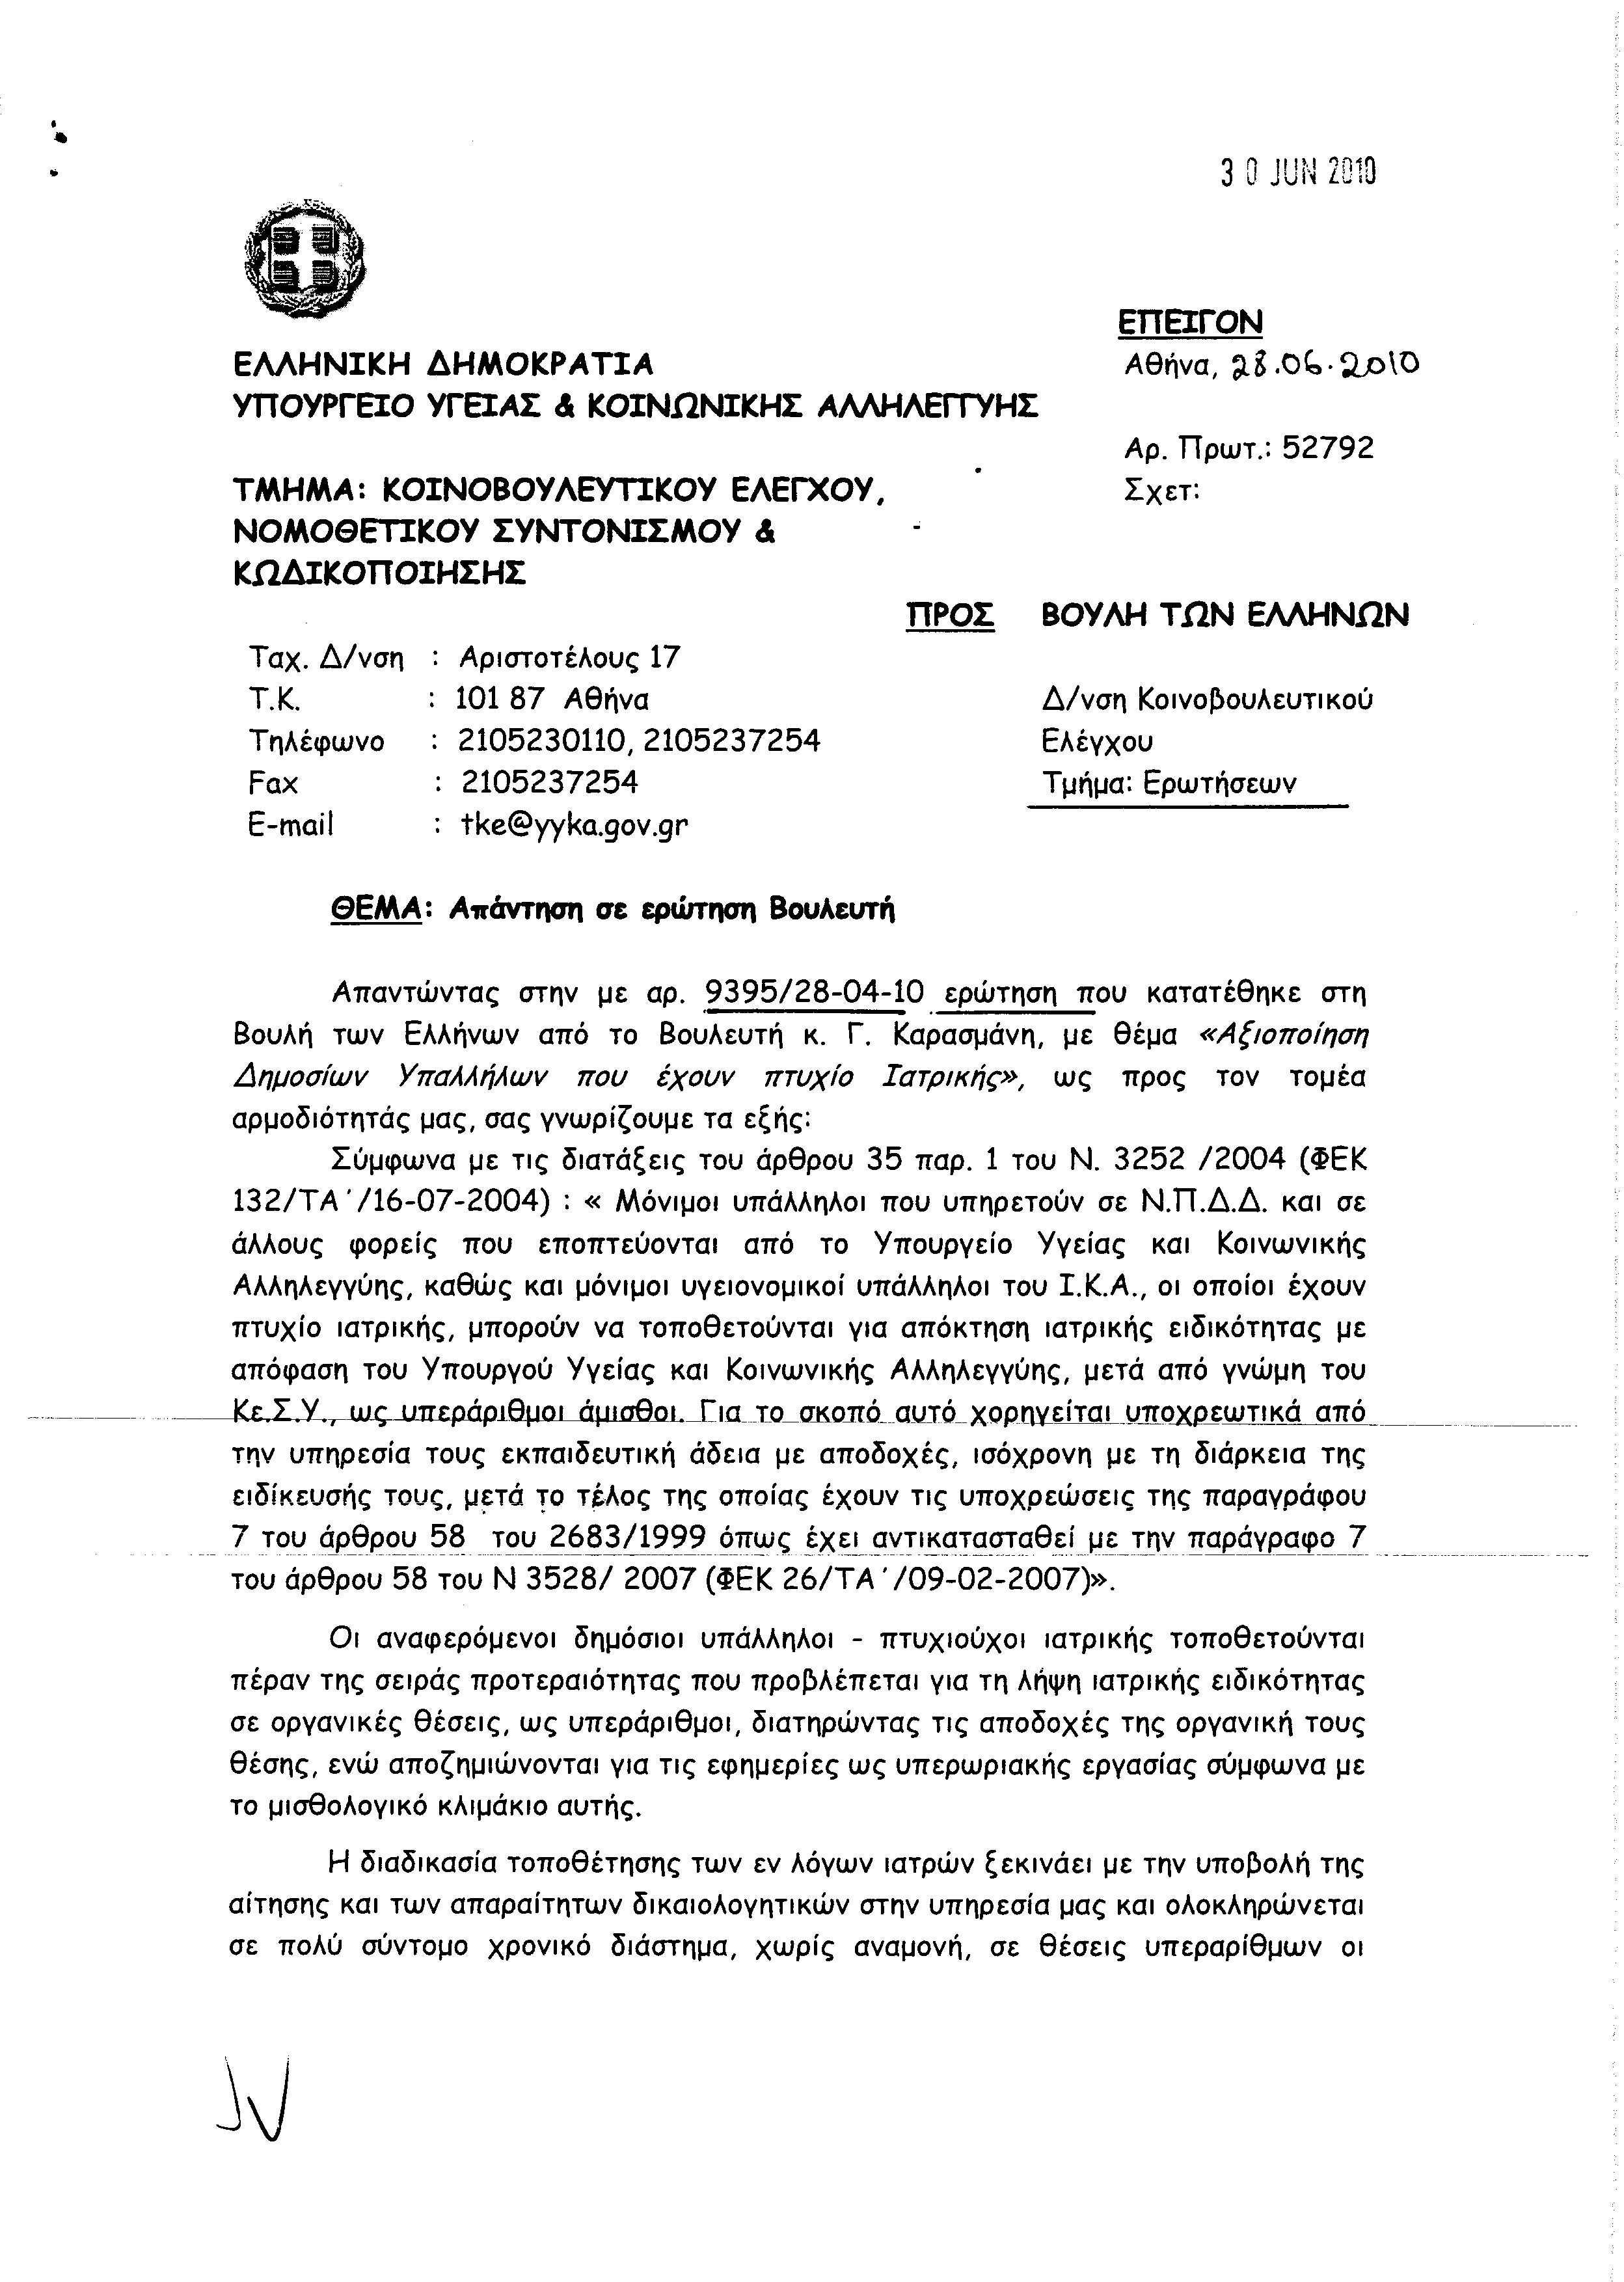 3 0 JUN 2010
ΕΠΕΙΓΟΝ
ΕΛΛΗΝΙΚΗ ΔΗΜΟΚΡΑΤΙΑ
Αθήνα, 28.06.2010
ΥΠΟΥΡΓΕΙΟ ΥΓΕΙΑΣ & ΚΟΙΝΩΝΙΚΗΣ ΑΛΛΗΛΕΓΓΥΗΣ
Αρ. Πρωτ.: 52792
ΤΜΗΜΑ: ΚΟΙΝΟΒΟΥΛΕΥΤΙΚΟΥ ΕΛΕΓΧΟΥ,
Σχετ:
ΝΟΜΟΘΕΤΙΚΟΥ ΣΥΝΤΟΝΙΣΜΟΥ &
ΚΩΔΙΚΟΠΟΙΗΣΗΣ
ΠΡΟΣ ΒΟΥΛΗ ΤΩΝ ΕΛΛΗΝΩΝ
Ταχ. Δ/νση : Αριστοτέλους 17
Τ.Κ. : 101 87 Αθήνα
Τηλέφωνο : 2105230110, 2105237254
Fax : 2105237254
E-mail : tke@yyka.gov.gr
Δ/νση Κοινοβουλευτικού
Ελέγχου
Τμήμα: Ερωτήσεων
ΘΕΜΑ: Απάντηση σε ερώτηση Βουλευτή
Απαντώντας στην με αρ. 9395/28-04-10 ερώτηση που κατατέθηκε στη
Βουλή των Ελλήνων από το Βουλευτή κ. Γ. Καρασμάνη, με θέμα «Αξιοποίηση
Δημοσίων Υπαλλήλων που έχουν πτυχίο Ιατρικής», ως προς τον τομέα
αρμοδιότητάς μας, σας γνωρίζουμε τα εξής:
Σύμφωνα με τις διατάξεις του άρθρου 35 παρ. 1 του Ν. 3252 /2004 (ΦΕΚ
132/ΤΑ΄/16-07-2004) : « Μόνιμοι υπάλληλοι που υπηρετούν σε Ν.Π.Δ.Δ. και σε
άλλους φορείς που εποπτεύονται από το Υπουργείο Υγείας και Κοινωνικής
Αλληλεγγύης, καθώς και μόνιμοι υγειονομικοί υπάλληλοι του Ι.Κ.Α., οι οποίοι έχουν
πτυχίο ιατρικής, μπορούν να τοποθετούνται για απόκτηση ιατρικής ειδικότητας με
απόφαση του Υπουργού Υγείας και Κοινωνικής Αλληλεγγύης, μετά από γνώμη του
Κε.Σ.Υ., ως υπεράριθμοι άμισθοι. Για το σκοπό αυτό χορηγείται υποχρεωτικά από
την υπηρεσία τους εκπαιδευτική άδεια με αποδοχές, ισόχρονη με τη διάρκεια της
ειδίκευσής τους, μετά το τέλος της οποίας έχουν τις υποχρεώσεις της παραγράφου
7 του άρθρου 58 του 2683/1999 όπως έχει αντικατασταθεί με την παράγραφο 7
του άρθρου 58 του Ν 3528/ 2007 (ΦΕΚ 26/ΤΑ΄/09-02-2007)».
Οι αναφερόμενοι δημόσιοι υπάλληλοι - πτυχιούχοι ιατρικής τοποθετούνται
πέραν της σειράς προτεραιότητας που προβλέπεται για τη λήψη ιατρικής ειδικότητας
σε οργανικές θέσεις, ως υπεράριθμοι, διατηρώντας τις αποδοχές της οργανική τους
θέσης, ενώ αποζημιώνονται για τις εφημερίες ως υπερωριακής εργασίας σύμφωνα με
το μισθολογικό κλιμάκιο αυτής.
Η διαδικασία τοποθέτησης των εν λόγων ιατρών ξεκινάει με την υποβολή της
αίτησης και των απαραίτητων δικαιολογητικών στην υπηρεσία μας και ολοκληρώνεται
σε πολύ σύντομο χρονικό διάστημα, χωρίς αναμονή, σε θέσεις υπεραρίθμων οι